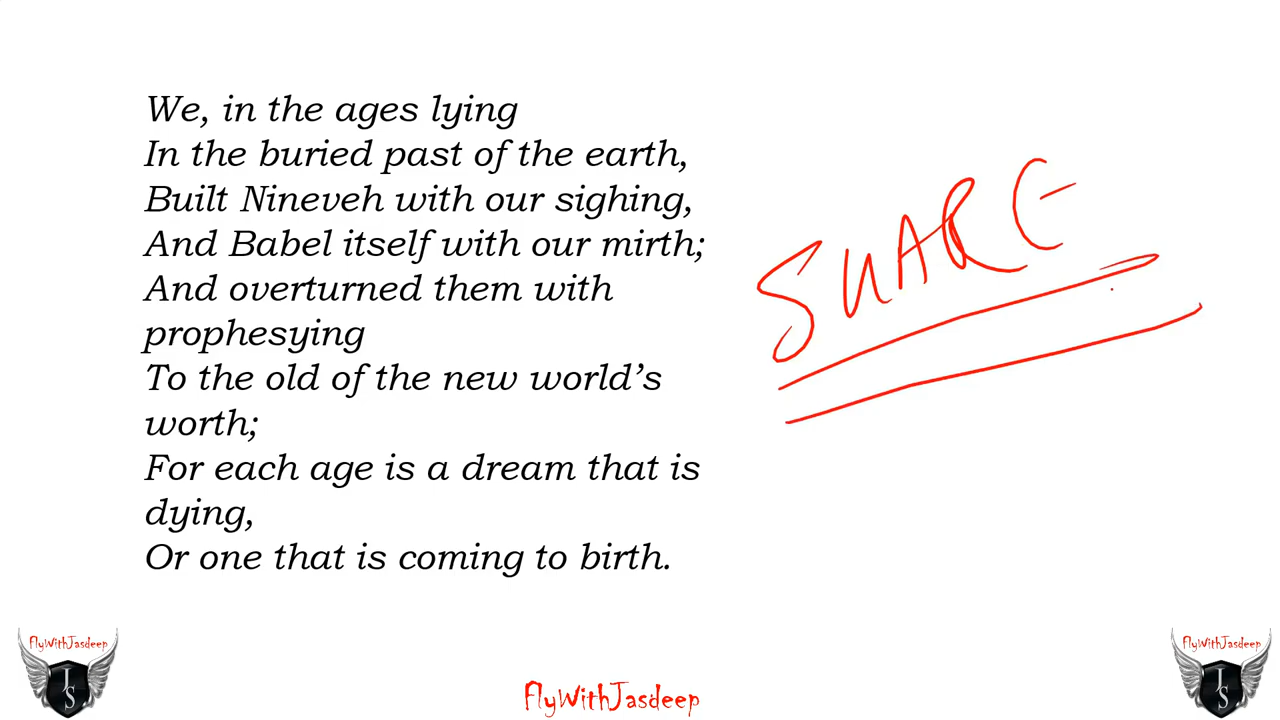 We, in the ages lying
In the buried past of the earth,
Built Nineveh with our sighing,
And Babel itself with our mirth;
And overturned them with
prophesying
To the old of the new world's
worth;
For each age is a dream that is
dying,
Or one that is coming to birth.
SHARE
FlyWithJasdeep
JS
FlyWithJasdeep
FlyWithJasdeep
JS